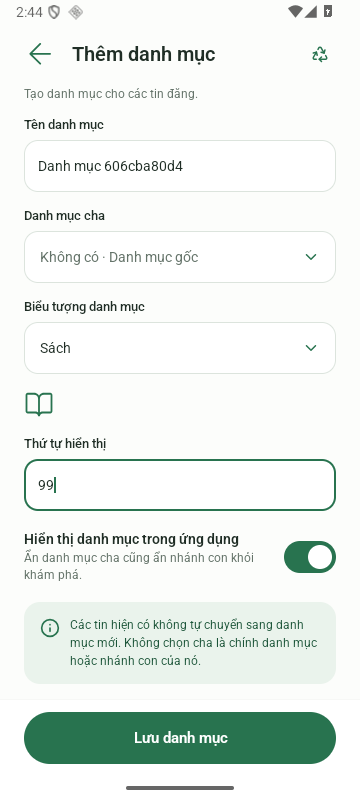 2:44
Thêm danh mục
Tạo danh mục cho các tin đăng.
Tên danh mục
Danh mục 606cba80d4
Danh mục cha
Không có · Danh mục gốc
Biểu tượng danh mục
Sách
Thứ tự hiển thị
99
Hiển thị danh mục trong ứng dụng
Ẩn danh mục cha cũng ẩn nhánh con khỏi
khám phá.
Các tin hiện có không tự chuyển sang danh
mục mới. Không chọn cha là chính danh mục
hoặc nhánh con của nó.
Lưu danh mục